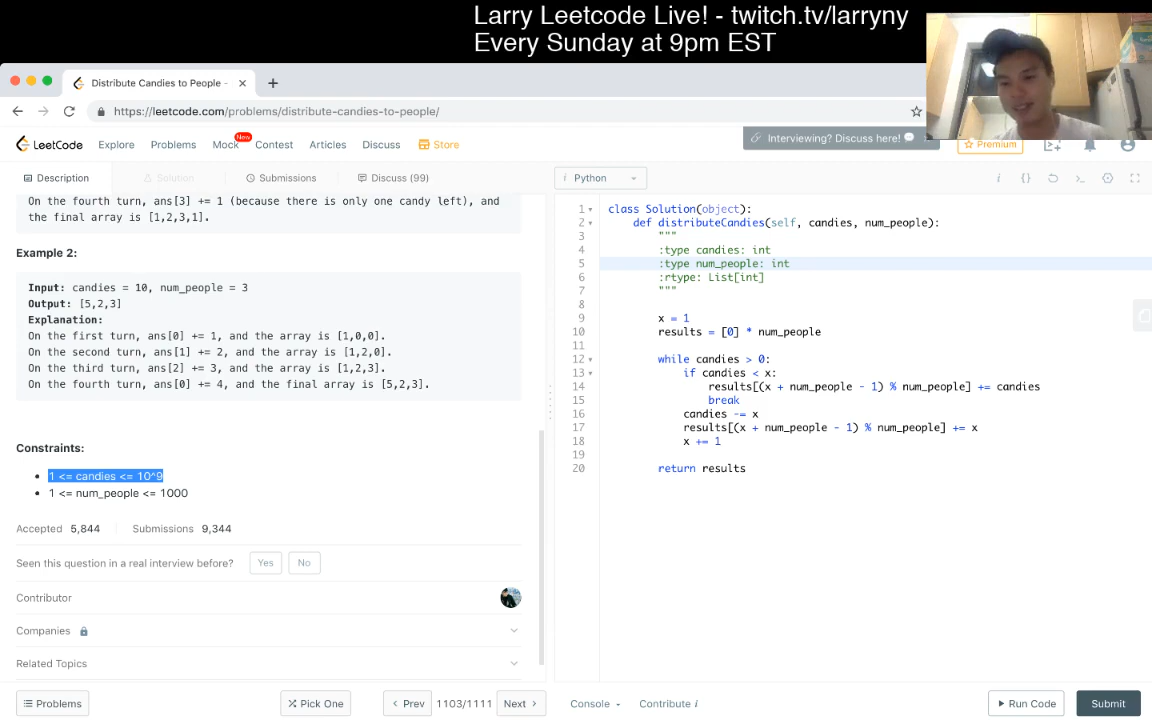 Larry Leetcode Live! - twitch.tv/larryny
Every Sunday at 9pm EST
Distribute Candies to People -
https://leetcode.com/problems/distribute-candies-to-people/
LeetCode
Explore
Problems
Mock
New
Contest
Articles
Discuss
Store
Interviewing? Discuss here!
Premium
Description
Solution
Submissions
Discuss (99)
i Python
On the fourth turn, ans[3] += 1 (because there is only one candy left), and
the final array is [1,2,3,1].
Example 2:
Input: candies = 10, num_people = 3
Output: [5,2,3]
Explanation:
On the first turn, ans[0] += 1, and the array is [1,0,0].
On the second turn, ans[1] += 2, and the array is [1,2,0].
On the third turn, ans[2] += 3, and the array is [1,2,3].
On the fourth turn, ans[0] += 4, and the final array is [5,2,3].
Constraints:
• 1 <= candies <= 10^9
• 1 <= num_people <= 1000
Accepted 5,844 Submissions 9,344
Seen this question in a real interview before? Yes No
Contributor
Companies
Related Topics
1 class Solution(object):
2 def distributeCandies(self, candies, num_people):
3 """
4 :type candies: int
5 :type num_people: int
6 :rtype: List[int]
7 """
8
9 x = 1
10 results = [0] * num_people
11
12 while candies > 0:
13 if candies < x:
14 results[(x + num_people - 1) % num_people] += candies
15 break
16 candies -= x
17 results[(x + num_people - 1) % num_people] += x
18 x += 1
19
20 return results
Problems
Pick One
< Prev
1103/1111
Next >
Console
Contribute i
Run Code
Submit